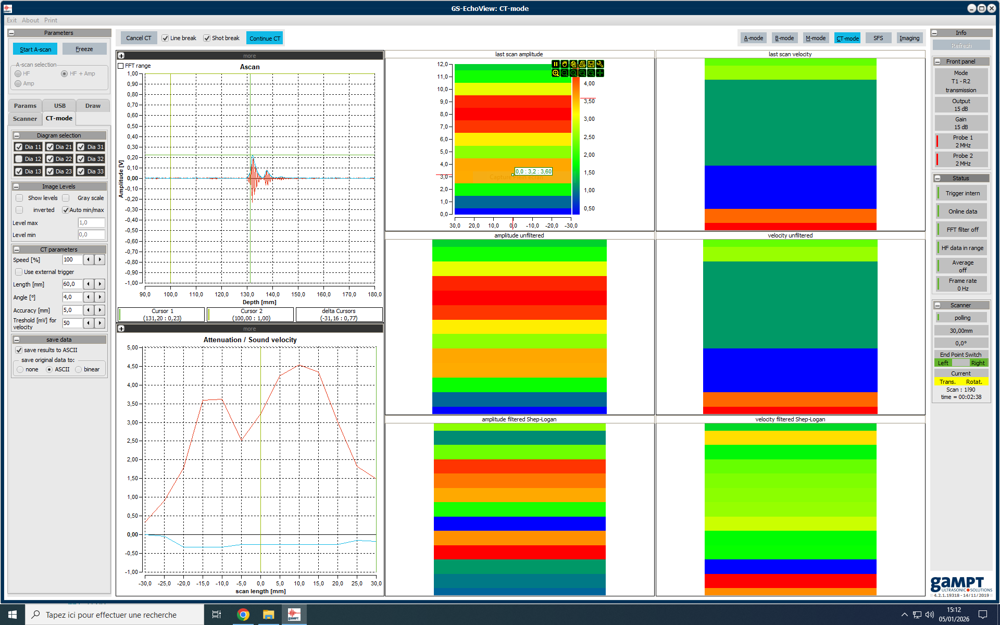 GS-EchoView: CT-mode
Exit About Print
Parameters
Start A-scan Freeze
A-scan selection
HF HF + Amp
Amp
Params USB Draw
Scanner CT-mode
Diagram selection
Dia 11 Dia 21 Dia 31
Dia 12 Dia 22 Dia 32
Dia 13 Dia 23 Dia 33
Image Levels
Show levels Gray scale
inverted Auto min/max
Level max 1,0
Level min 0,0
CT parameters
Speed [%] 100
Use external trigger
Length [mm] 60,0
Angle [°] 4,0
Accuracy [mm] 5,0
Treshold [mV] for
velocity 50
save data
save results to ASCII
save original data to:
none ASCII binear
Cancel CT Line break Shot break Continue CT
A-mode B-mode M-mode CT-mode SFS Imaging
more
FFT range
Ascan
1,00
0,90
0,80
0,70
0,60
0,50
0,40
0,30
0,20
0,10
0,00
-0,10
-0,20
-0,30
-0,40
-0,50
-0,60
-0,70
-0,80
-0,90
-1,00
Amplitude [V]
90,0 100,0 110,0 120,0 130,0 140,0 150,0 160,0 170,0 180,0
Depth [mm]
Cursor 1
(131,20 : 0,23)
Cursor 2
(100,00 : 1,00)
delta Cursors
(-31,16 : 0,77)
more
Attenuation / Sound velocity
5,00
4,50
4,00
3,50
3,00
2,50
2,00
1,50
1,00
0,50
0,00
-0,50
-1,00
-30,0 -25,0 -20,0 -15,0 -10,0 -5,0 0,0 5,0 10,0 15,0 20,0 25,0 30,0
scan length [mm]
last scan amplitude
12,0
11,0
10,0
9,0
8,0
7,0
6,0
5,0
4,0
3,0
2,0
1,0
0,0
30,0 20,0 10,0 0,0 -10,0 -20,0 -30,0
0,0 : 3,2 : 3,60
Capture Plein écran
4,00
3,50
3,00
2,50
2,00
1,50
1,00
0,50
last scan velocity
amplitude unfiltered
velocity unfiltered
amplitude filtered Shep-Logan
velocity filtered Shep-Logan
Info
Refresh
Front panel
Mode
T1 - R2
transmission
Output
15 dB
Gain
15 dB
Probe 1
2 MHz
Probe 2
2 MHz
Status
Trigger intern
Online data
FFT filter off
HF data in range
Average
off
Frame rate
0 Hz
Scanner
polling
30,00mm
0,0°
End Point Switch
Left Right
Current
Trans. Rotat.
Scan : 1|90
time = 00:02:38
gAMPT
ULTRASONIC SOLUTIONS
4.2.1.19318 - 14/11/2019
Tapez ici pour effectuer une recherche
gAMPT
15:12
05/01/2026